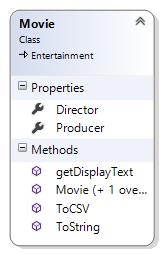 Movie
Class
Entertainment
Properties
Director
Producer
Methods
getDisplayText
Movie (+ 1 ove...
ToCSV
ToString